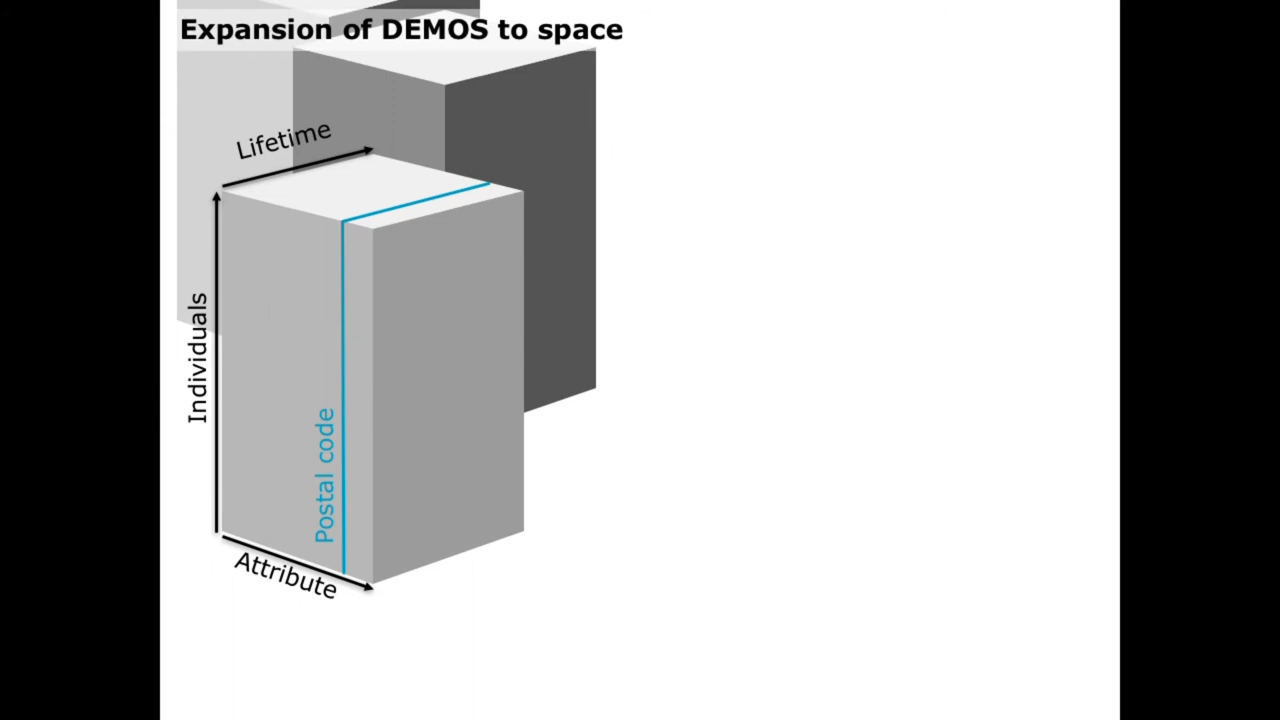 Expansion of DEMOS to space
Lifetime
Individuals
Postal code
Attribute